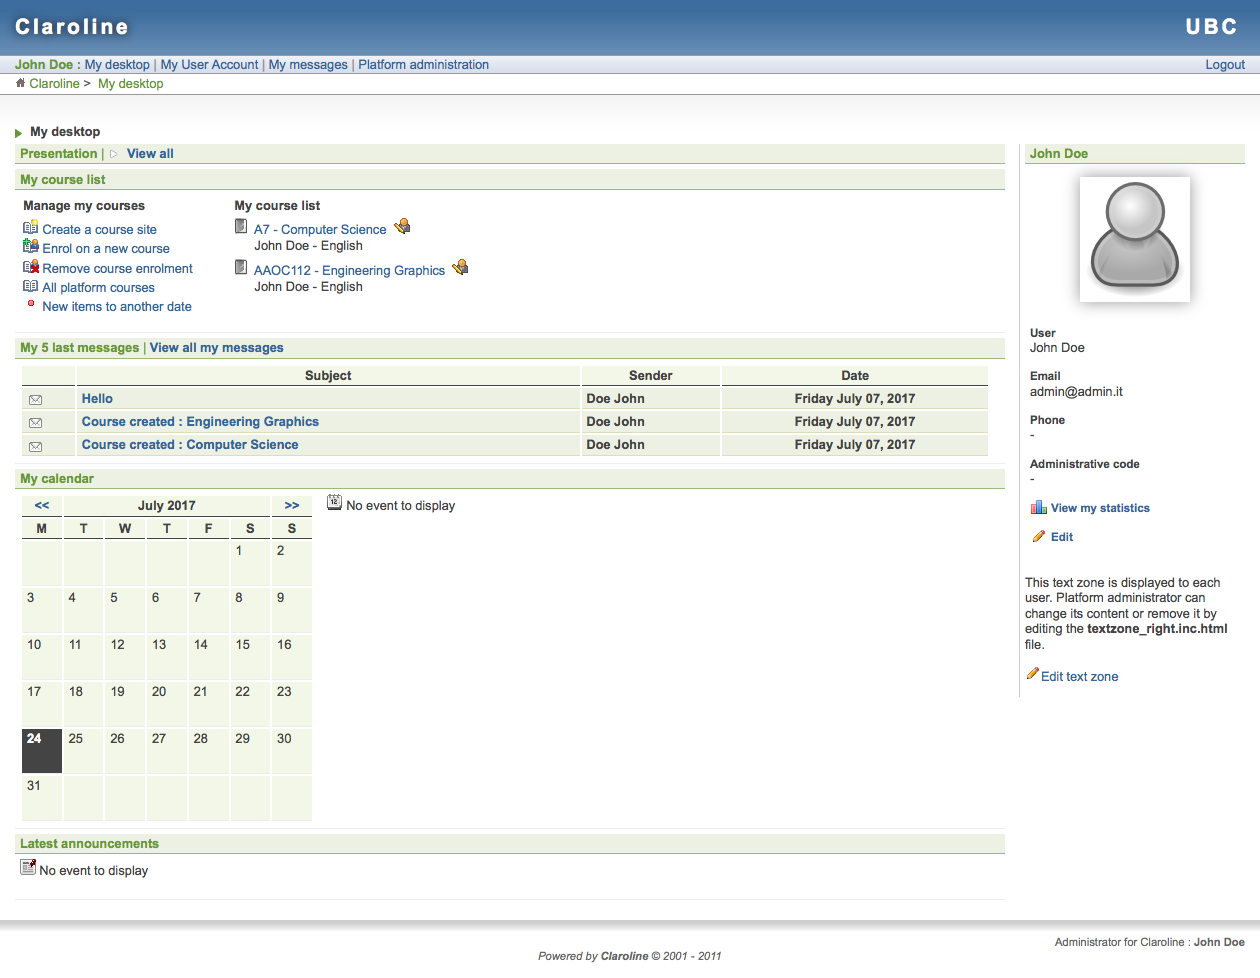 Claroline UBC
John Doe : My desktop | My User Account | My messages | Platform administration Logout
Claroline > My desktop
My desktop
Presentation | View all
My course list
Manage my courses
Create a course site
Enrol on a new course
Remove course enrolment
All platform courses
New items to another date
My course list
A7 - Computer Science
John Doe - English
AAOC112 - Engineering Graphics
John Doe - English
My 5 last messages | View all my messages
Subject Sender Date
Hello Doe John Friday July 07, 2017
Course created : Engineering Graphics Doe John Friday July 07, 2017
Course created : Computer Science Doe John Friday July 07, 2017
My calendar
<< July 2017 >>
M T W T F S S
1 2
3 4 5 6 7 8 9
10 11 12 13 14 15 16
17 18 19 20 21 22 23
24 25 26 27 28 29 30
31
12 No event to display
Latest announcements
No event to display
John Doe
User
John Doe
Email
admin@admin.it
Phone
-
Administrative code
-
View my statistics
Edit
This text zone is displayed to each
user. Platform administrator can
change its content or remove it by
editing the textzone_right.inc.html
file.
Edit text zone
Administrator for Claroline : John Doe
Powered by Claroline © 2001 - 2011